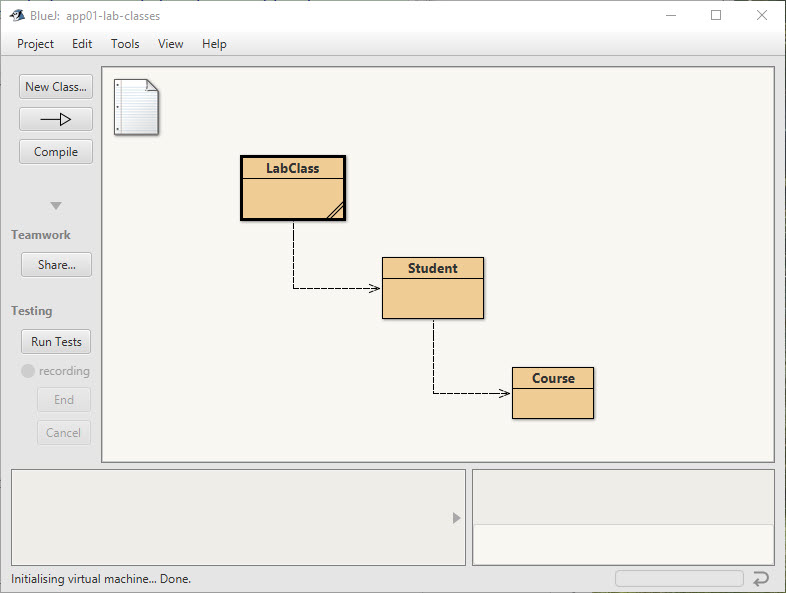 BlueJ: app01-lab-classes
Project Edit Tools View Help
New Class...
Compile
Teamwork
Share...
Testing
Run Tests
recording
End
Cancel
LabClass
Student
Course
Initialising virtual machine... Done.